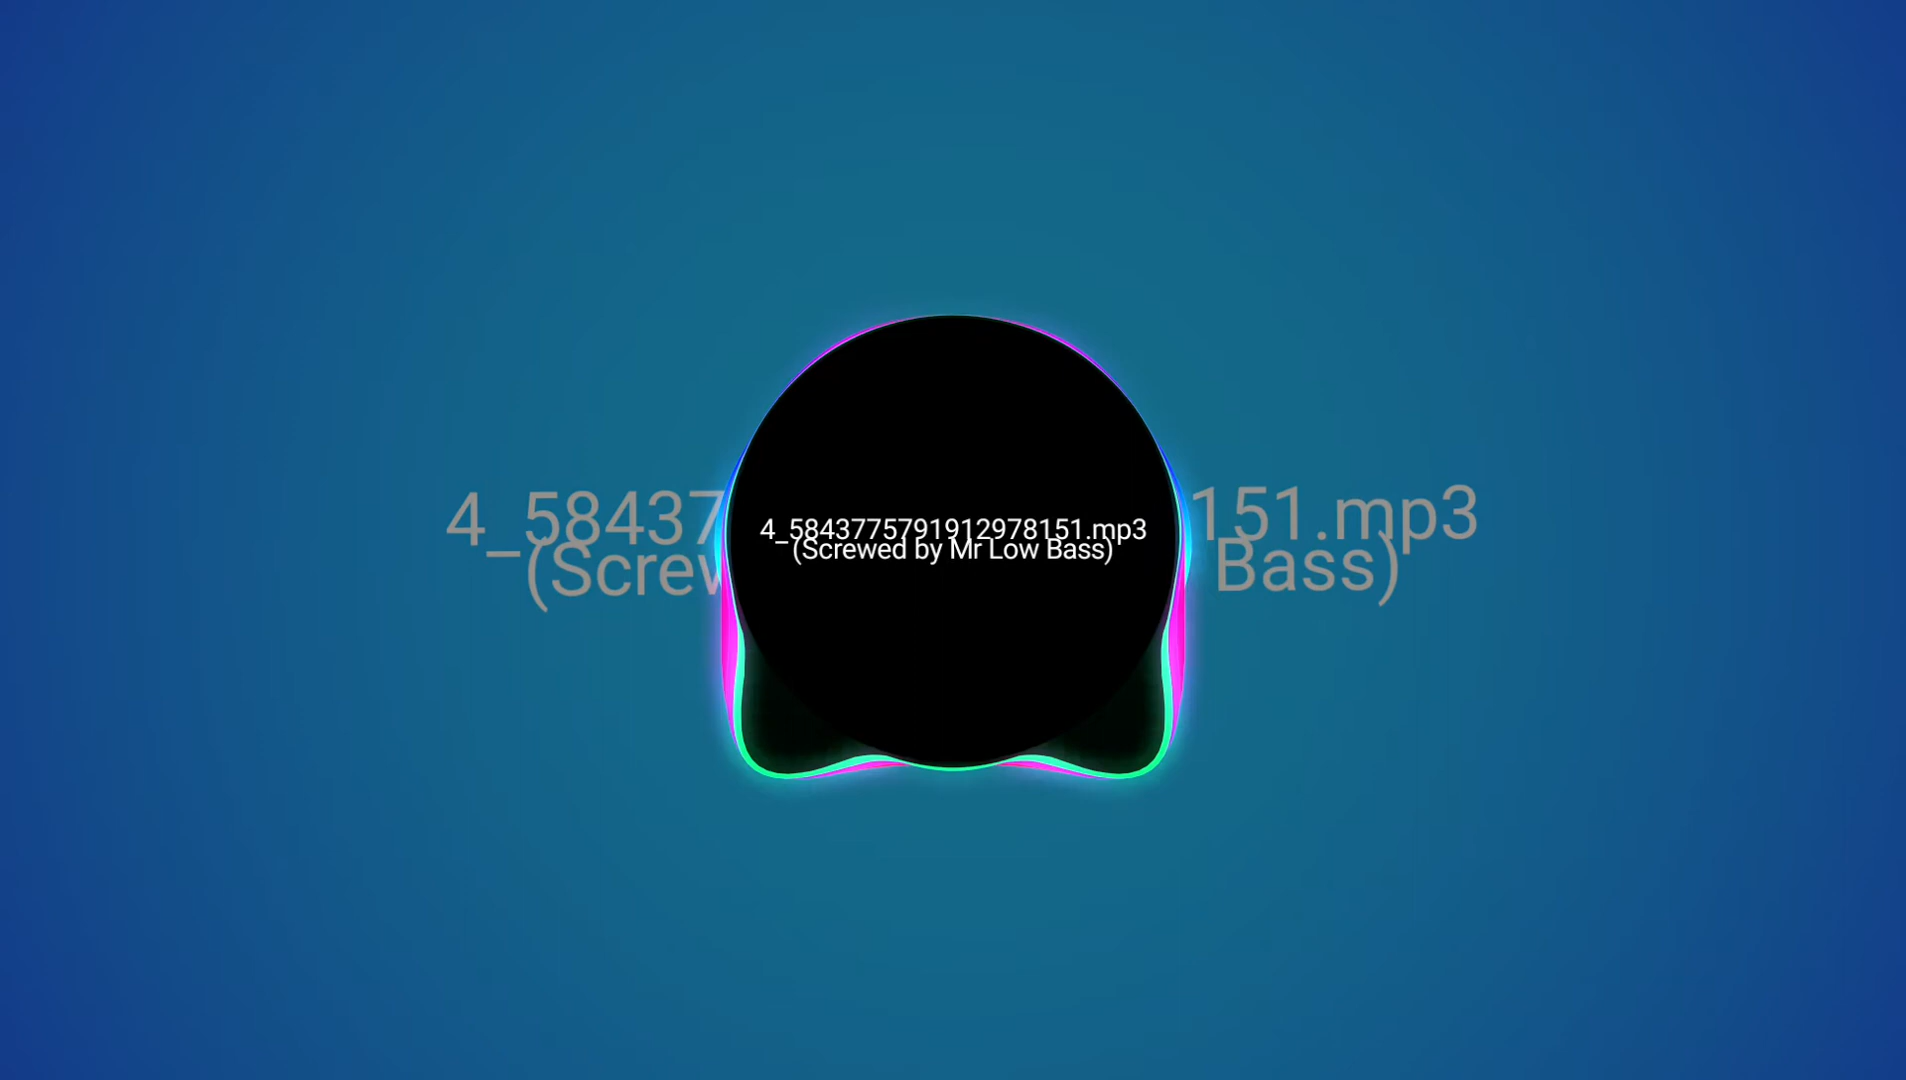 4_5843775791912978151.mp3
(Screwed by Mr Low Bass)
4_58437 151.mp3
(Screw Bass)